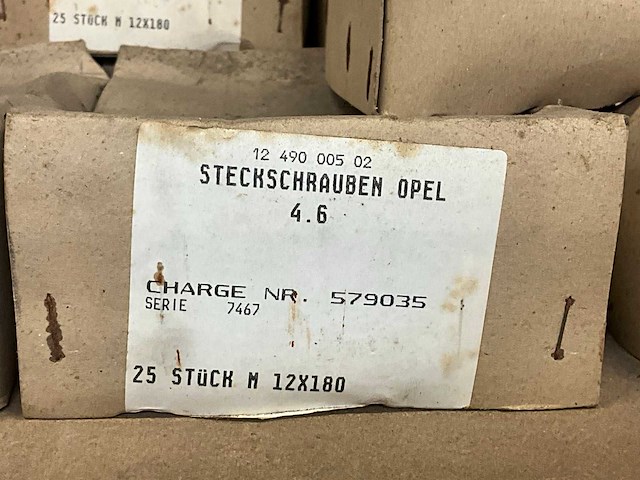 25 STÜCK M 12X180
12 490 005 02
STECKSCHRAUBEN OPEL
4.6
CHARGE NR. 579035
SERIE 7467
25 STÜCK M 12X180